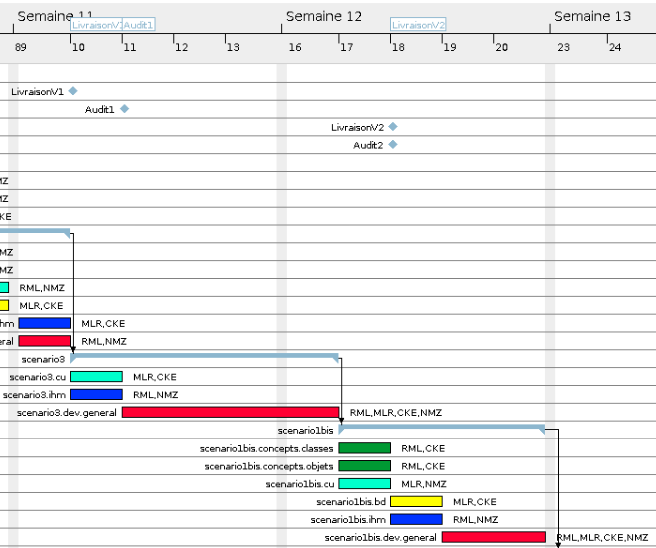 Semaine 11 Semaine 12 Semaine 13
LivraisonV1 Audit1 LivraisonV2
89 10 11 12 13 16 17 18 19 20 23 24
LivraisonV1
Audit1
LivraisonV2
Audit2
MZ
NMZ
CKE
MZ
NMZ
RML,NMZ
MLR,CKE
hm MLR,CKE
eral RML,NMZ
scenario3
scenario3.cu MLR,CKE
scenario3.ihm RML,NMZ
scenario3.dev.general RML,MLR,CKE,NMZ
scenario1bis
scenario1bis.concepts.classes RML,CKE
scenario1bis.concepts.objets RML,CKE
scenario1bis.cu MLR,NMZ
scenario1bis.bd MLR,CKE
scenario1bis.ihm RML,NMZ
scenario1bis.dev.general RML,MLR,CKE,NMZ